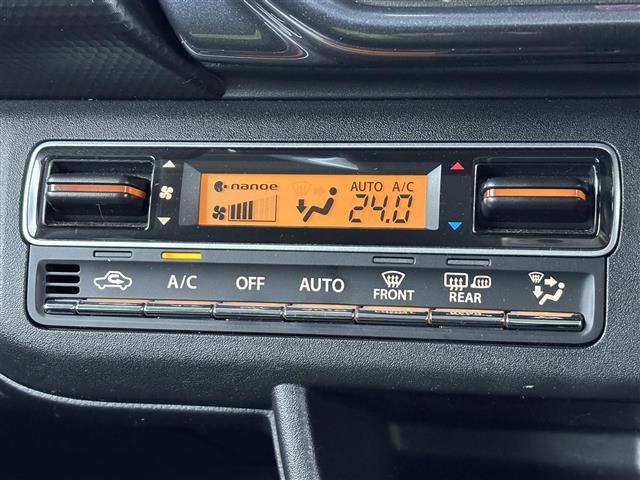 nanoe AUTO A/C
24.0
A/C OFF AUTO FRONT REAR